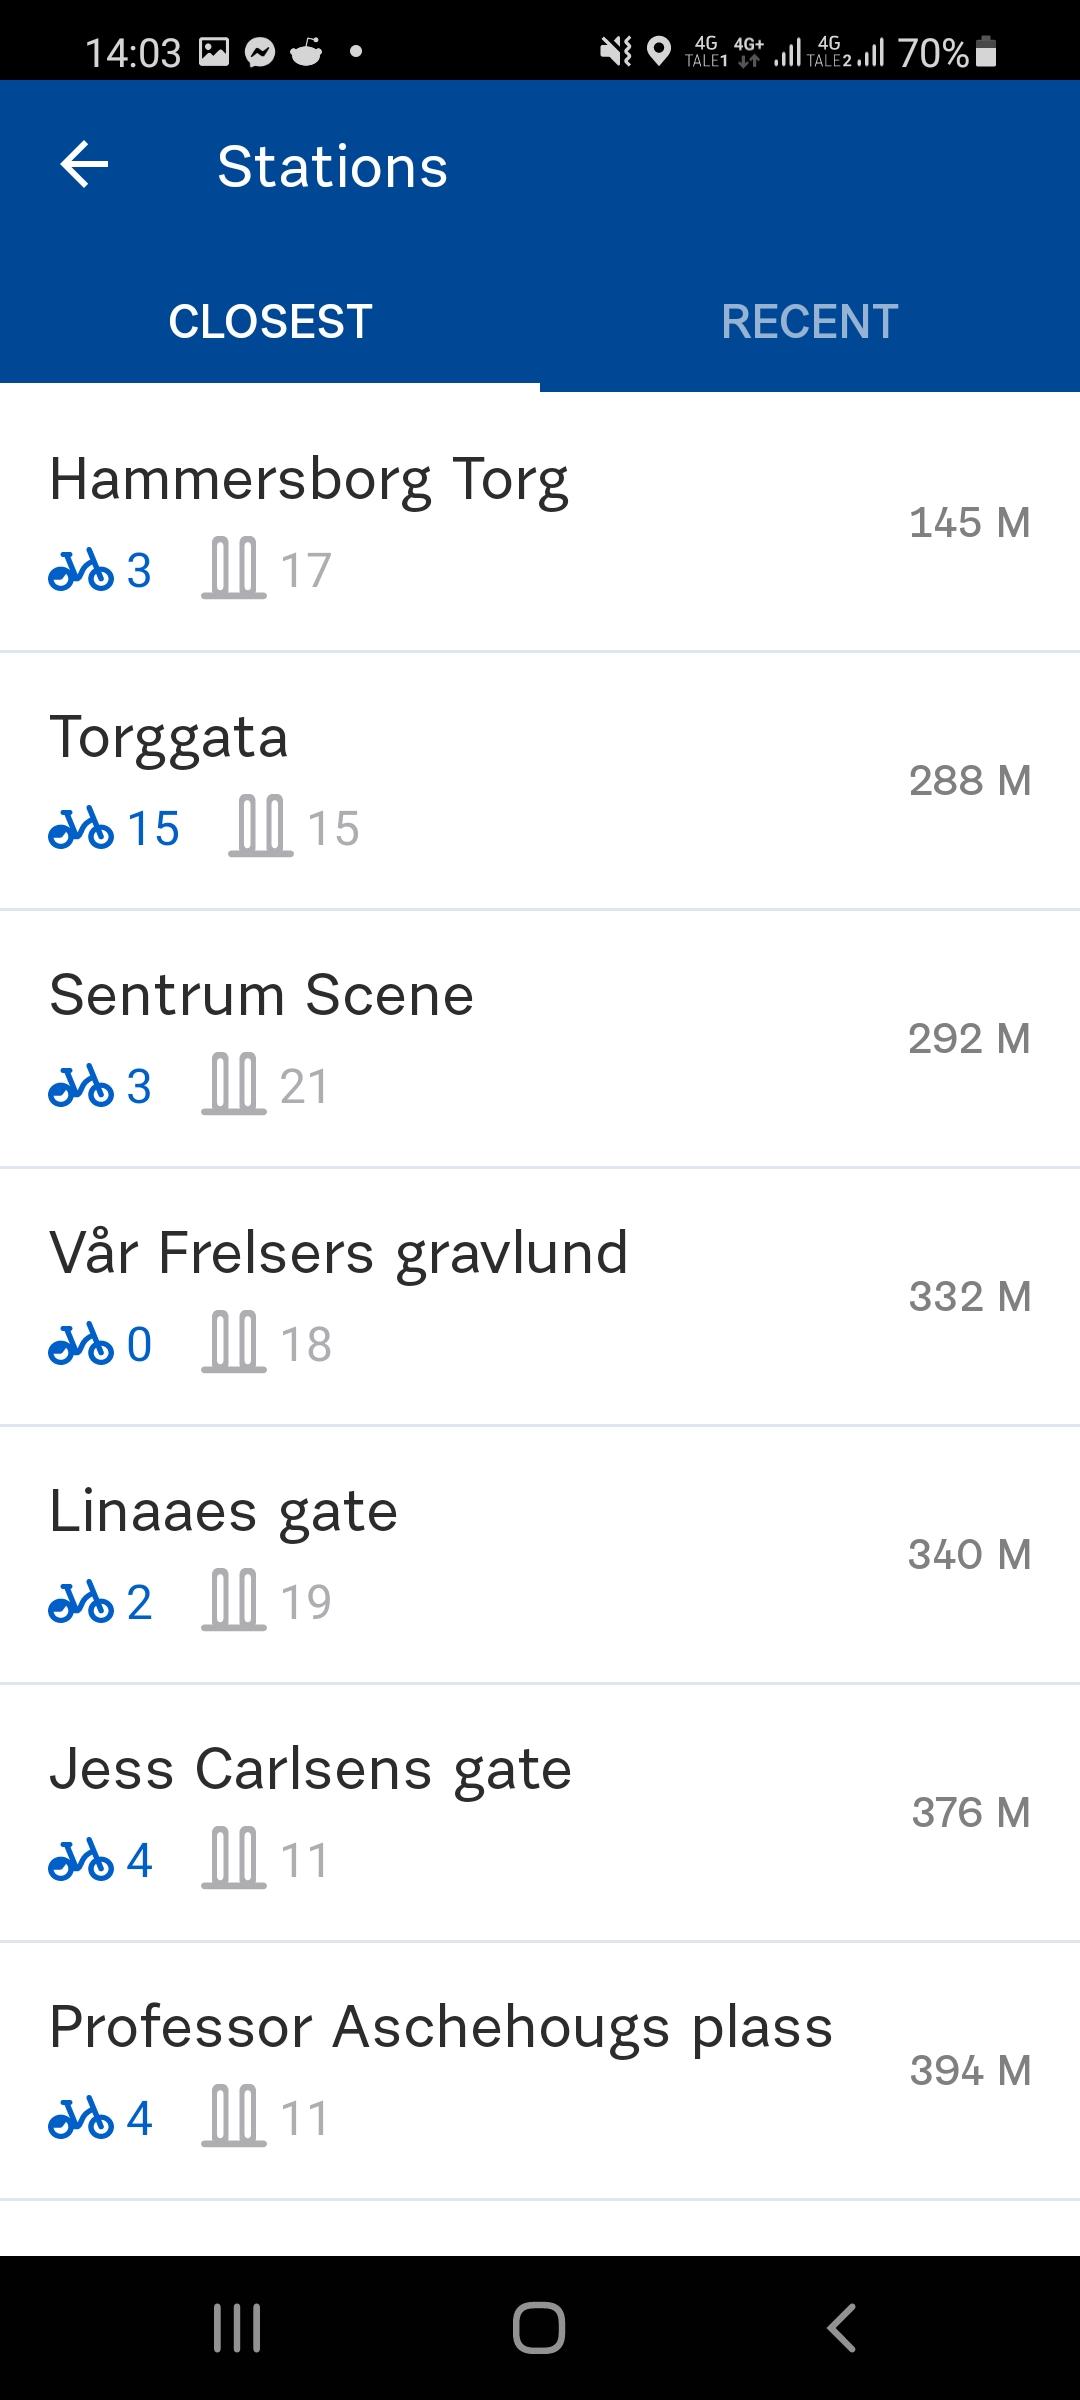 14:03 4G TALE1 4G+ 4G TALE2 70%
Stations
CLOSEST RECENT
Hammersborg Torg
145 M
3 17
Torggata
288 M
15 15
Sentrum Scene
292 M
3 21
Vår Frelsers gravlund
332 M
0 18
Linaaes gate
340 M
2 19
Jess Carlsens gate
376 M
4 11
Professor Aschehougs plass
394 M
4 11